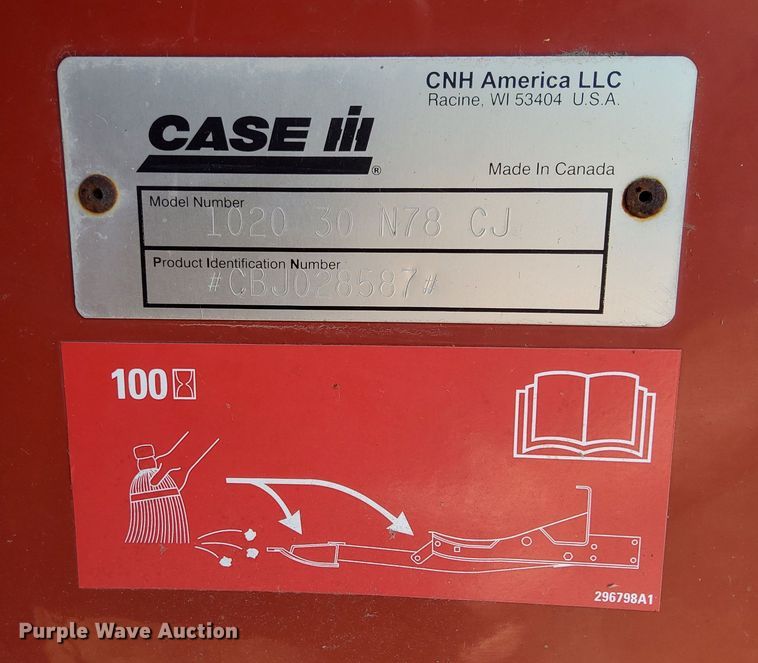 CNH America LLC
Racine, WI 53404 U.S.A.
CASE IH
®
Made In Canada
Model Number
1020 30 N78 CJ
Product Identification Number
#CBJ028587#
100
296798A1
Purple Wave Auction